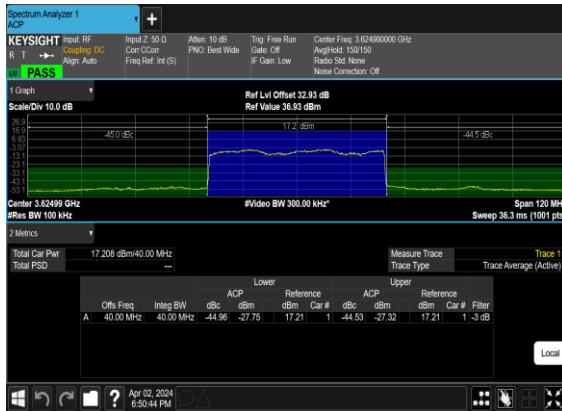 Spectrum Analyzer 1
ACP
+
KEYSIGHT Input: RF Input Z: 50 Ω Atten: 10 dB Trig: Free Run Center Freq: 3.624990000 GHz
R T Coupling: DC Corr CCorr PNO: Best Wide Gate: Off Avg|Hold: 150/150
Align: Auto Freq Ref: Int (S) IF Gain: Low Radio Std: None
LXI PASS Noise Correction: Off
1 Graph Ref Lvl Offset 32.93 dB
Scale/Div 10.0 dB Ref Value 36.93 dBm
26.9
16.9 17.2 dBm
6.93 -45.0 dBc -44.5 dBc
-3.07
-13.1
-23.1
-33.1
-43.1
-53.1
Center 3.62499 GHz #Video BW 300.00 kHz* Span 120 MH
#Res BW 100 kHz Sweep 36.3 ms (1001 pts
2 Metrics
Total Car Pwr 17.208 dBm/40.00 MHz Measure Trace Trace 1
Total PSD --- Trace Type Trace Average (Active)
Lower Upper
ACP Reference ACP Reference
Offs Freq Integ BW dBc dBm dBm Car # dBc dBm dBm Car # Filter
A 40.00 MHz 40.00 MHz -44.96 -27.75 17.21 1 -44.53 -27.32 17.21 1 -3 dB
Local
? Apr 02, 2024
6:50:44 PM